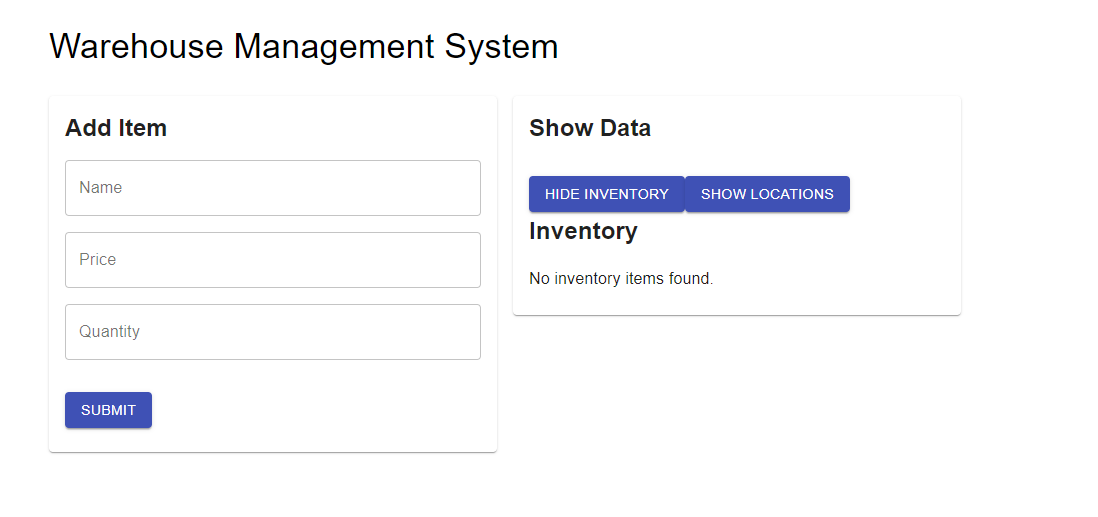 Warehouse Management System
Add Item
Name
Price
Quantity
SUBMIT
Show Data
HIDE INVENTORY SHOW LOCATIONS
Inventory
No inventory items found.